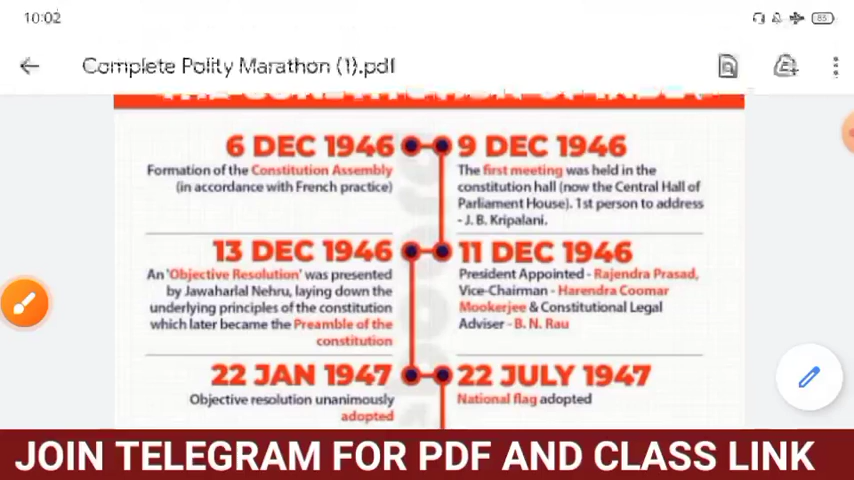 10:02
83
Complete Polity Marathon (1).pdf
6 DEC 1946
Formation of the Constitution Assembly
(in accordance with French practice)
9 DEC 1946
The first meeting was held in the
constitution hall (now the Central Hall of
Parliament House). 1st person to address
- J. B. Kripalani.
13 DEC 1946
An 'Objective Resolution' was presented
by Jawaharlal Nehru, laying down the
underlying principles of the constitution
which later became the Preamble of the
constitution
11 DEC 1946
President Appointed - Rajendra Prasad,
Vice-Chairman - Harendra Coomar
Mookerjee & Constitutional Legal
Adviser - B. N. Rau
22 JAN 1947
Objective resolution unanimously
adopted
22 JULY 1947
National flag adopted
JOIN TELEGRAM FOR PDF AND CLASS LINK